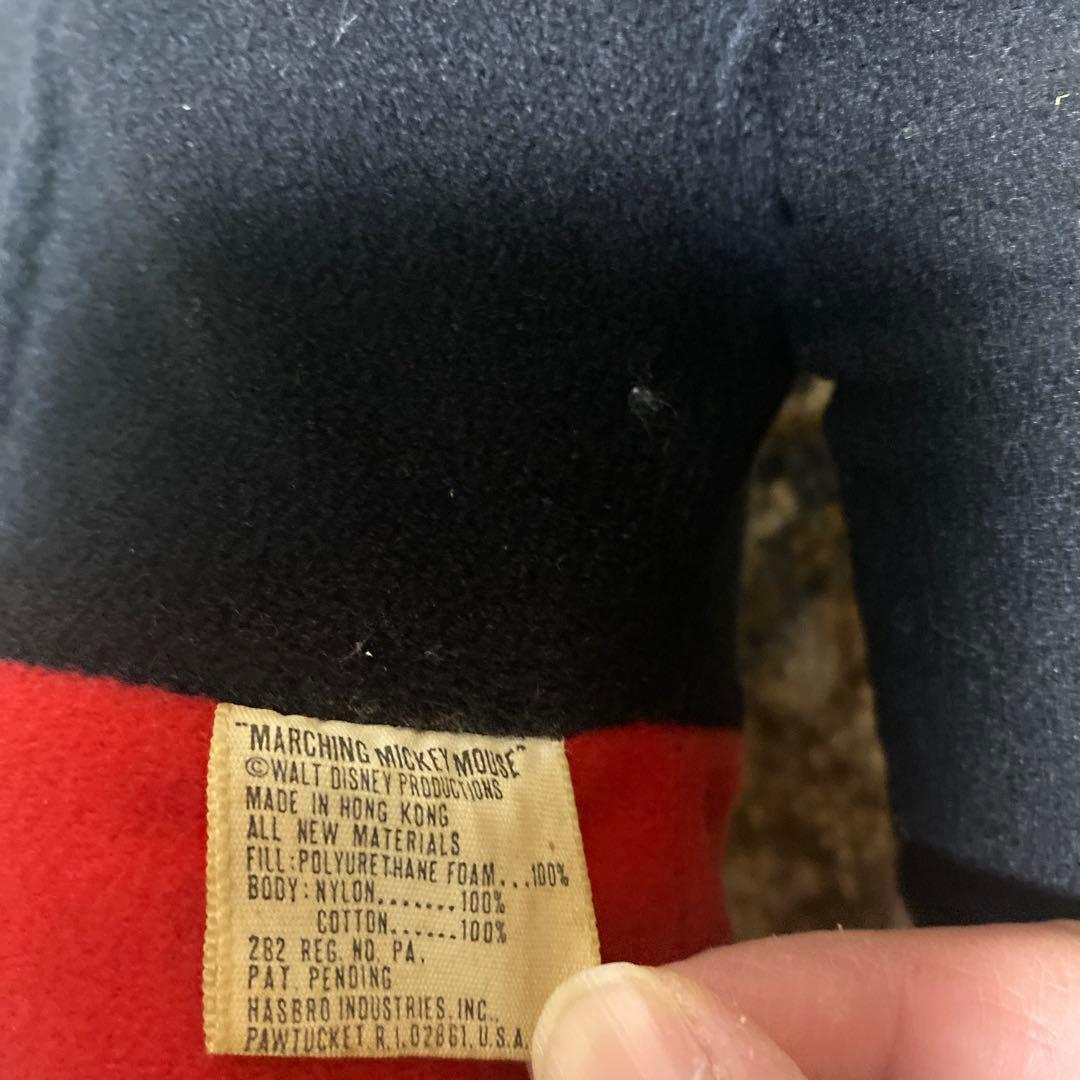 "MARCHING MICKEY MOUSE"
©WALT DISNEY PRODUCTIONS
MADE IN HONG KONG
ALL NEW MATERIALS
FILL:POLYURETHANE FOAM...100%
BODY:NYLON.......100%
COTTON......100%
282 REG. NO. PA.
PAT. PENDING
HASBRO INDUSTRIES, INC.,
PAWTUCKET R.I.02861, U.S.A.